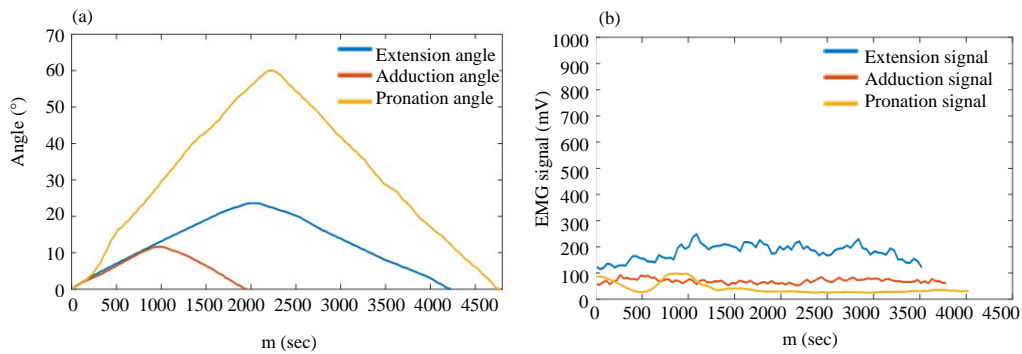 (a)
70
60
50
40
30
20
10
0
Angle (°)
Extension angle
Adduction angle
Pronation angle
0 500 1000 1500 2000 2500 3000 3500 4000 4500
m (sec)
(b)
1000
900
800
700
600
500
400
300
200
100
0
EMG signal (mV)
Extension signal
Adduction signal
Pronation signal
0 500 1000 1500 2000 2500 3000 3500 4000 4500
m (sec)